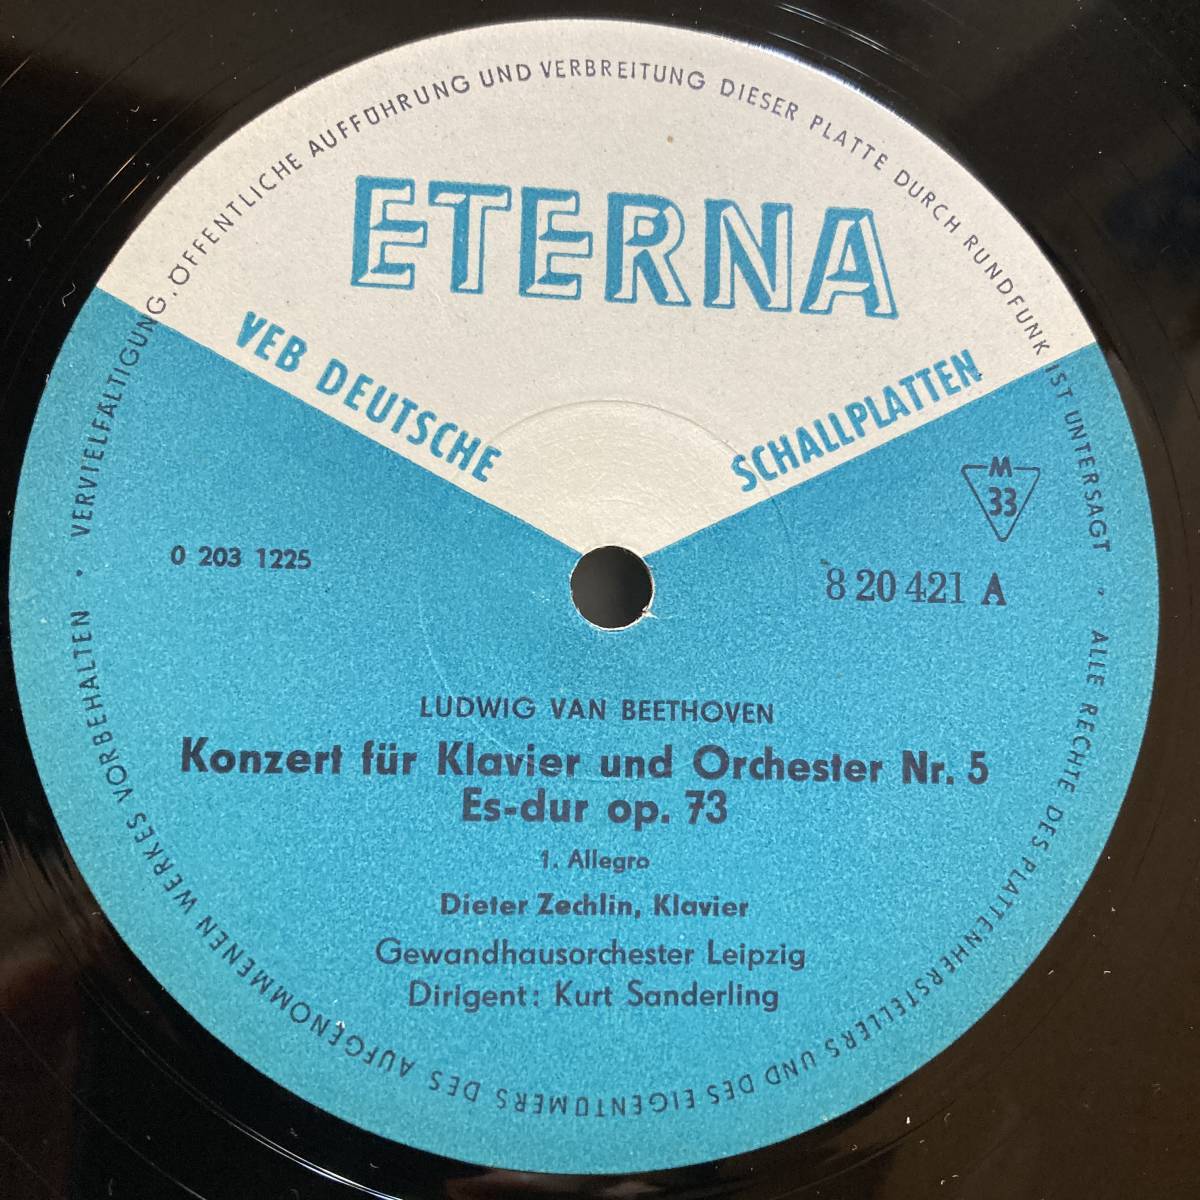 ETERNA
VEB DEUTSCHE SCHALLPLATTEN
M
33
0 203 1225
8 20 421 A
LUDWIG VAN BEETHOVEN
Konzert für Klavier und Orchester Nr. 5
Es-dur op. 73
1. Allegro
Dieter Zechlin, Klavier
Gewandhausorchester Leipzig
Dirigent: Kurt Sanderling
ALLE RECHTE DES PLATTENHERSTELLERS UND DES EIGENTÜMERS DES AUFGENOMMENEN WERKES VORBEHALTEN · VERVIELFÄLTIGUNG, ÖFFENTLICHE AUFFÜHRUNG UND VERBREITUNG DIESER PLATTE DURCH RUNDFUNK IST UNTERSAGT ·